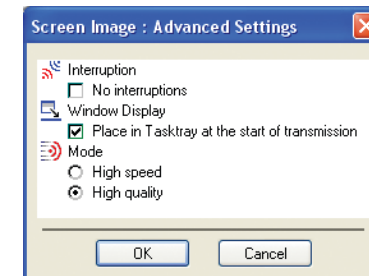 Screen Image : Advanced Settings
Interruption
No interruptions
Window Display
Place in Tasktray at the start of transmission
Mode
High speed
High quality
OK
Cancel